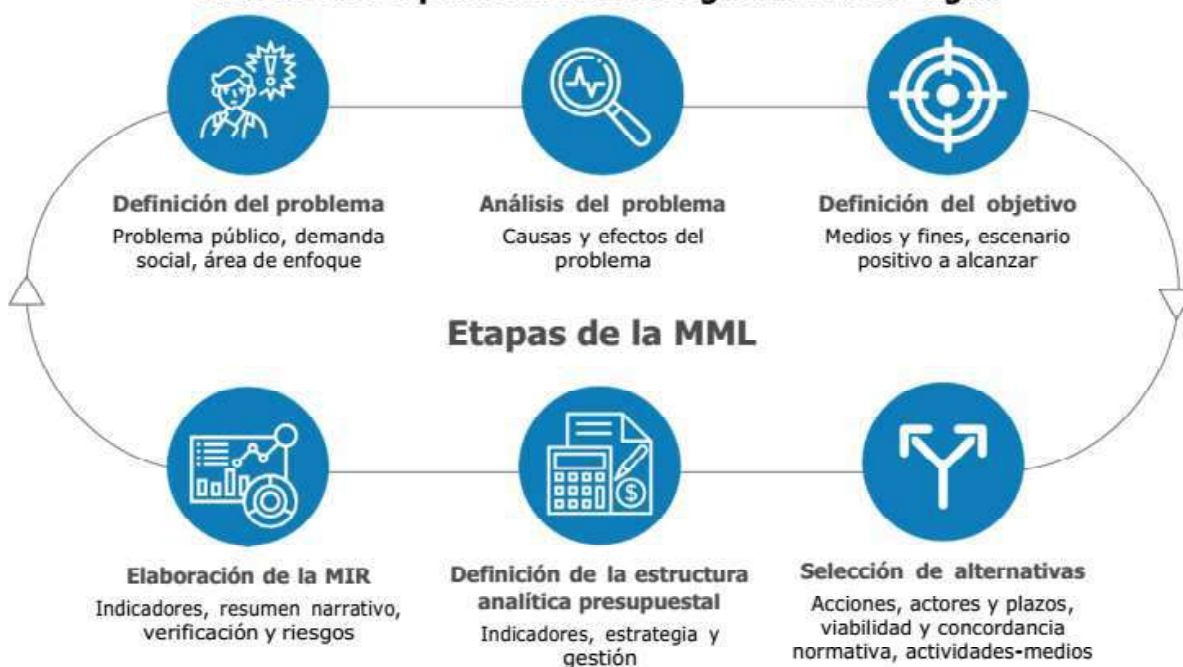 Definición del problema
Problema público, demanda
social, área de enfoque
Análisis del problema
Causas y efectos del
problema
Definición del objetivo
Medios y fines, escenario
positivo a alcanzar
Etapas de la MML
Elaboración de la MIR
Indicadores, resumen narrativo,
verificación y riesgos
Definición de la estructura
analítica presupuestal
Indicadores, estrategia y
gestión
Selección de alternativas
Acciones, actores y plazos,
viabilidad y concordancia
normativa, actividades-medios
$